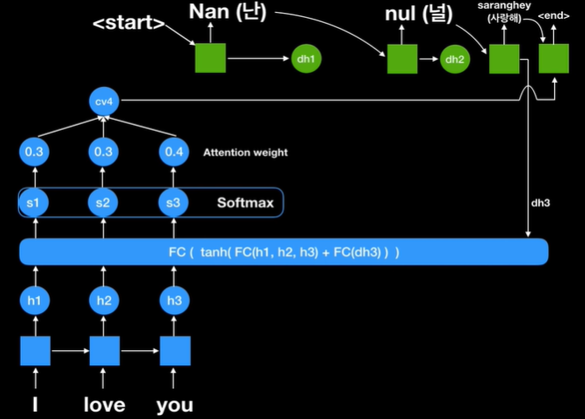 <start>
Nan (난)
nul (널)
saranghey
(사랑해)
<end>
dh1
dh2
cv4
0.3
0.3
0.4
Attention weight
s1
s2
s3
Softmax
dh3
FC ( tanh( FC(h1, h2, h3) + FC(dh3) ) )
h1
h2
h3
I
love
you